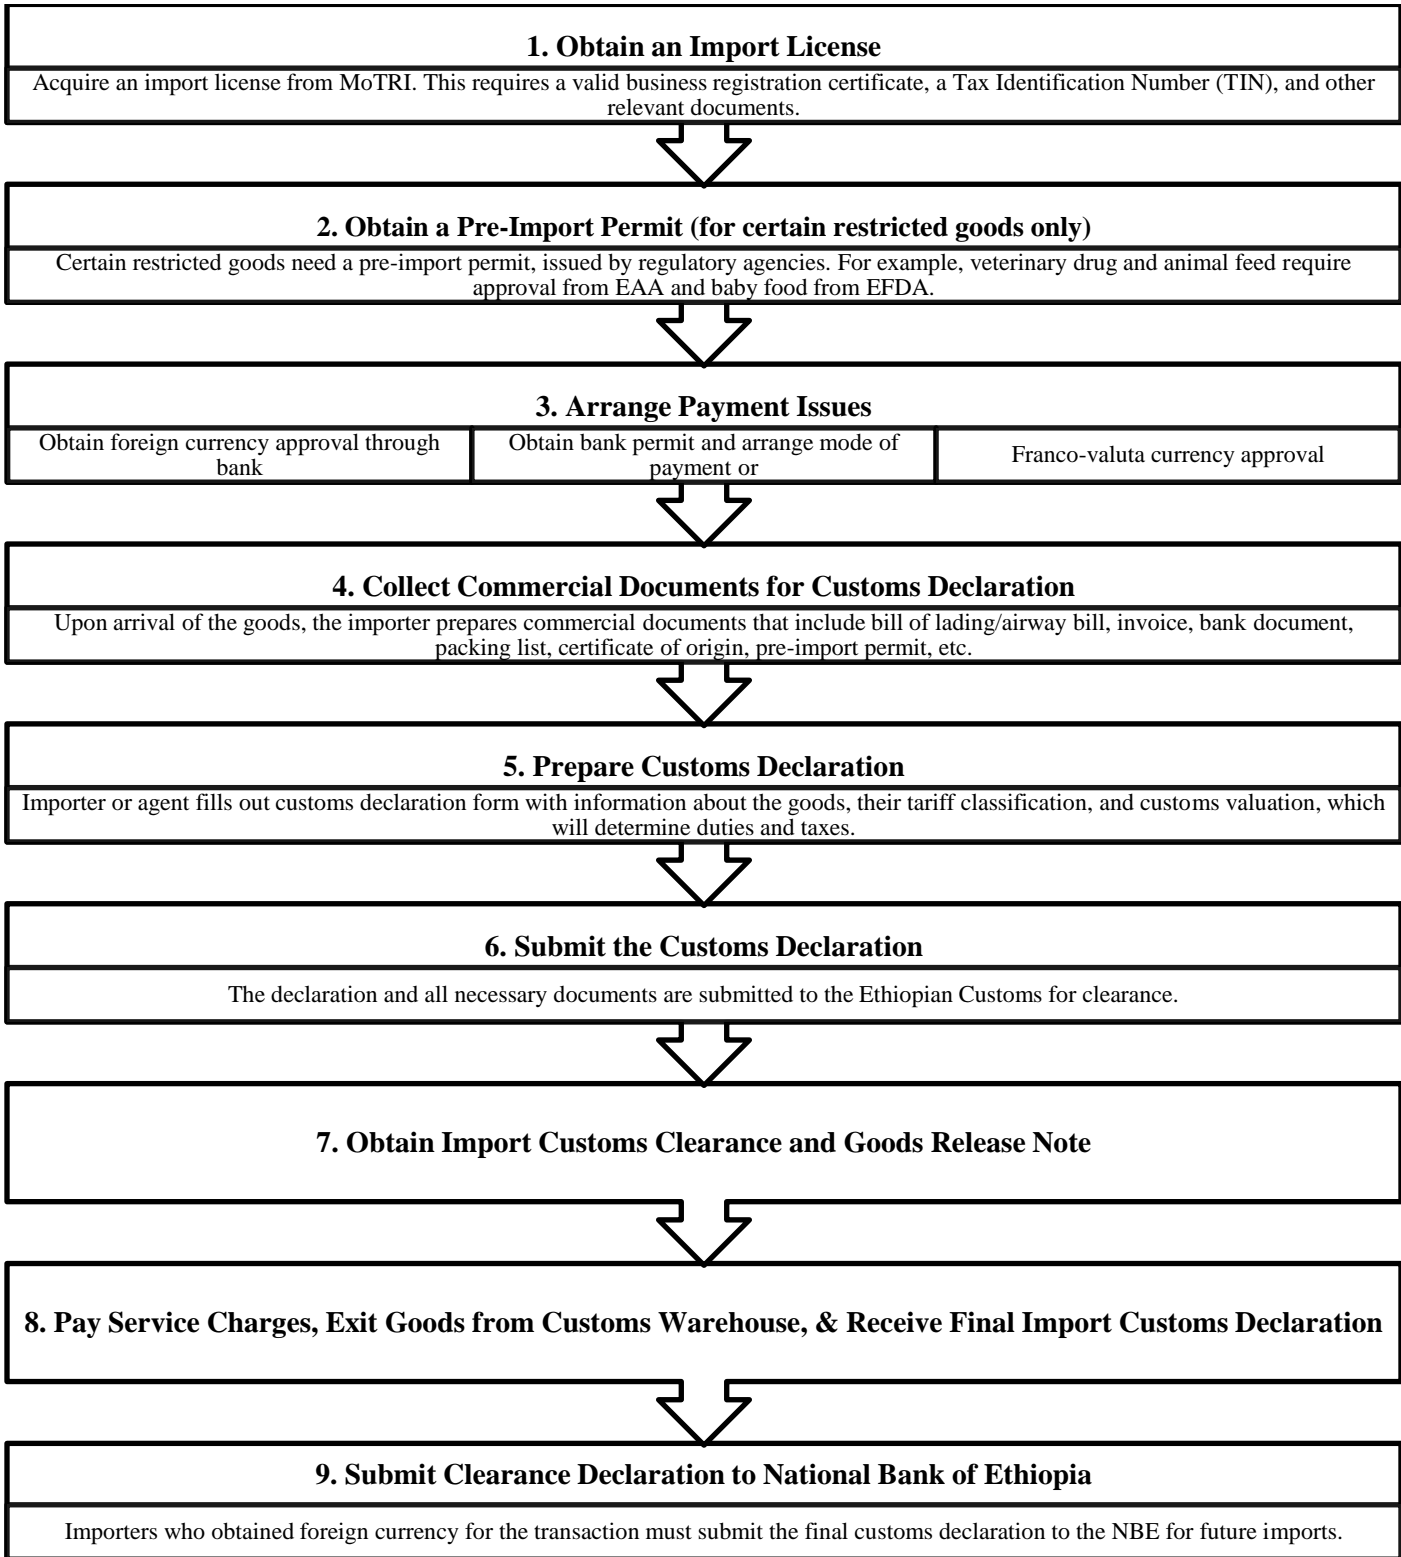 1. Obtain an Import License
Acquire an import license from MoTRI. This requires a valid business registration certificate, a Tax Identification Number (TIN), and other
relevant documents.
2. Obtain a Pre-Import Permit (for certain restricted goods only)
Certain restricted goods need a pre-import permit, issued by regulatory agencies. For example, veterinary drug and animal feed require
approval from EAA and baby food from EFDA.
3. Arrange Payment Issues
Obtain foreign currency approval through
bank
Obtain bank permit and arrange mode of
payment or
Franco-valuta currency approval
4. Collect Commercial Documents for Customs Declaration
Upon arrival of the goods, the importer prepares commercial documents that include bill of lading/airway bill, invoice, bank document,
packing list, certificate of origin, pre-import permit, etc.
5. Prepare Customs Declaration
Importer or agent fills out customs declaration form with information about the goods, their tariff classification, and customs valuation, which
will determine duties and taxes.
6. Submit the Customs Declaration
The declaration and all necessary documents are submitted to the Ethiopian Customs for clearance.
7. Obtain Import Customs Clearance and Goods Release Note
8. Pay Service Charges, Exit Goods from Customs Warehouse, & Receive Final Import Customs Declaration
9. Submit Clearance Declaration to National Bank of Ethiopia
Importers who obtained foreign currency for the transaction must submit the final customs declaration to the NBE for future imports.